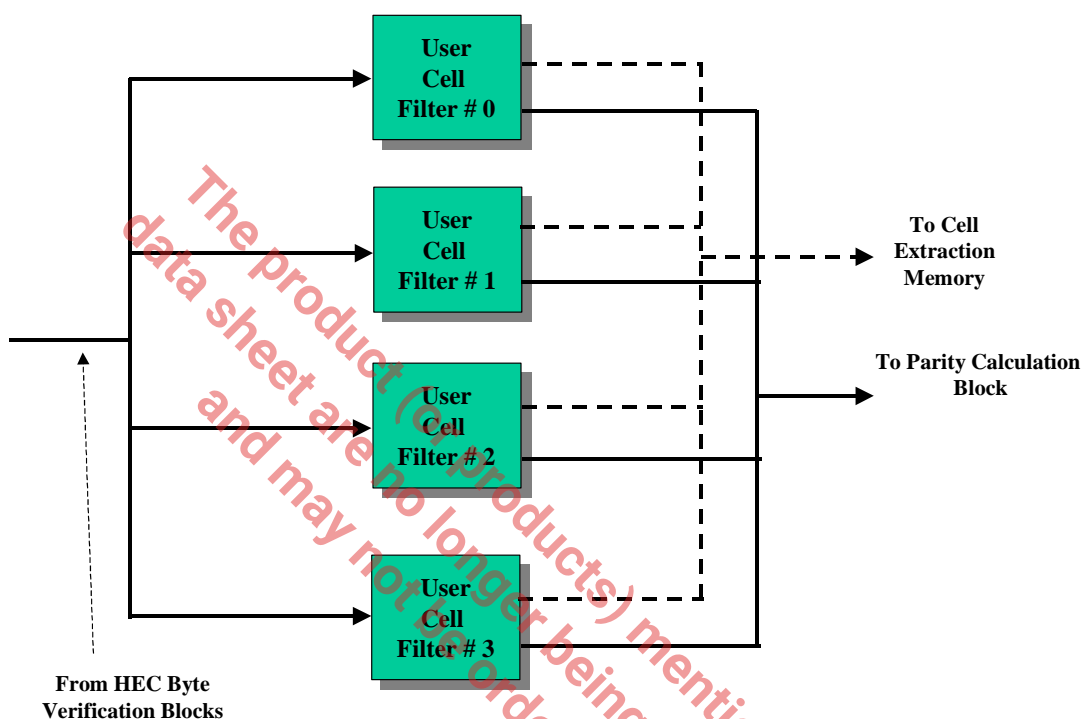 User
Cell
Filter # 0
User
Cell
Filter # 1
User
Cell
Filter # 2
User
Cell
Filter # 3
To Cell
Extraction
Memory
To Parity Calculation
Block
From HEC Byte
Verification Blocks
The product (or products) menti
data sheet are no longer being
and may not be orde